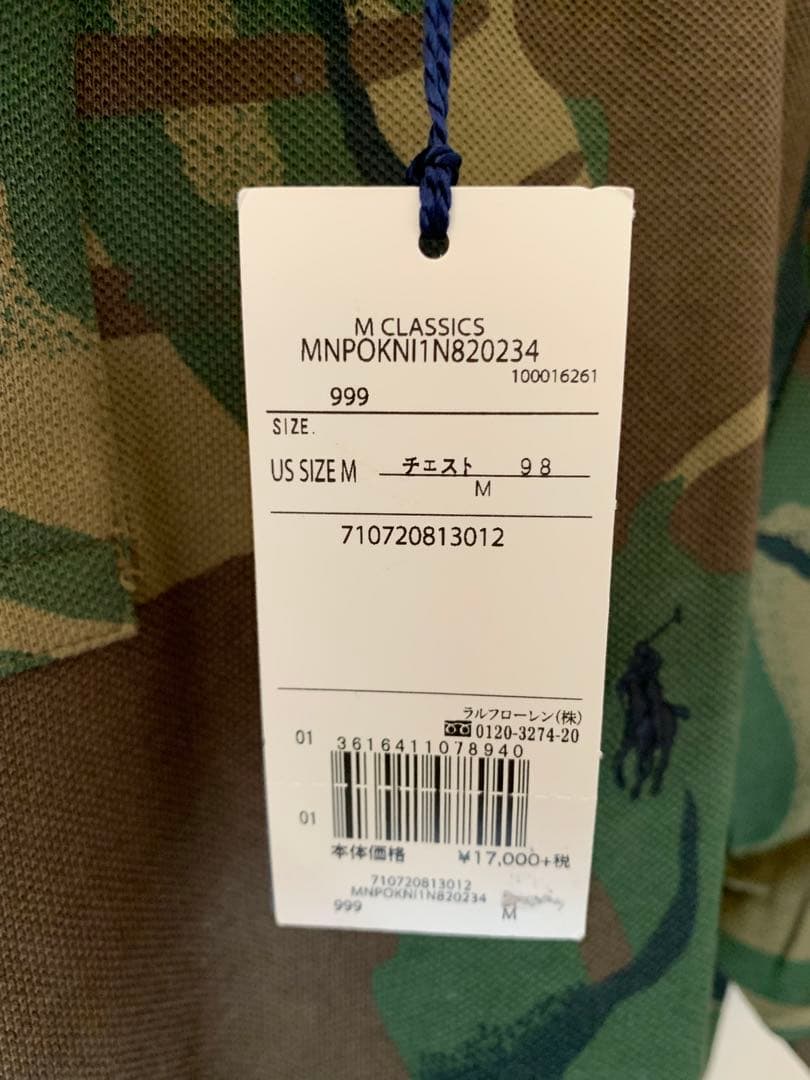 M CLASSICS
MNPOKNI1N820234
100016261
999
SIZE.
US SIZE M チェスト 98
M
710720813012
ラルフローレン(株)
0120-3274-20
01 3616411078940
01
本体価格 ¥17,000+税
710720813012
MNPOKNI1N820234
999 M